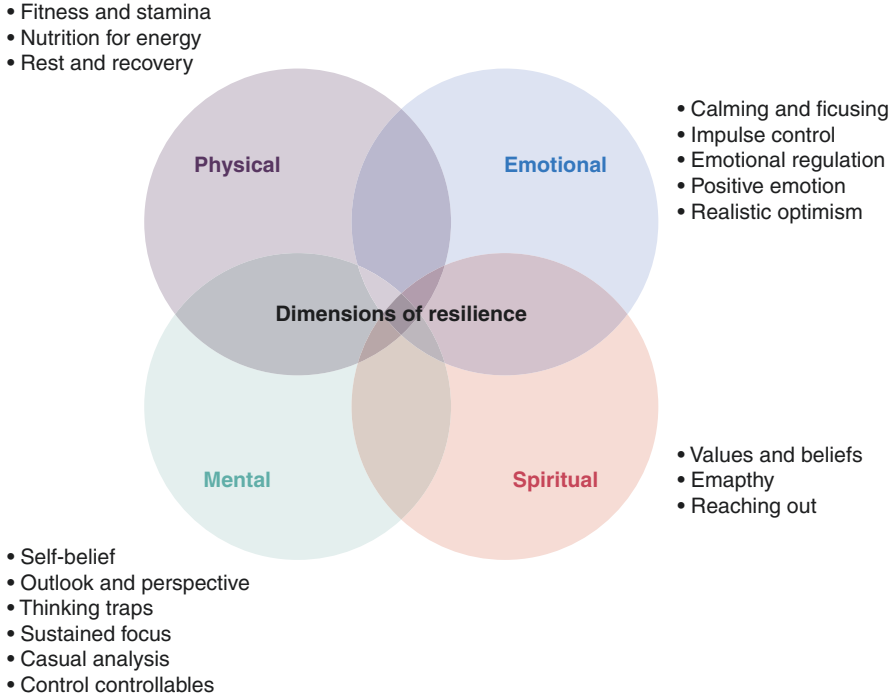 • Fitness and stamina
• Nutrition for energy
• Rest and recovery
Physical
Emotional
• Calming and ficusing
• Impulse control
• Emotional regulation
• Positive emotion
• Realistic optimism
Dimensions of resilience
Mental
Spiritual
• Values and beliefs
• Emapthy
• Reaching out
• Self-belief
• Outlook and perspective
• Thinking traps
• Sustained focus
• Casual analysis
• Control controllables